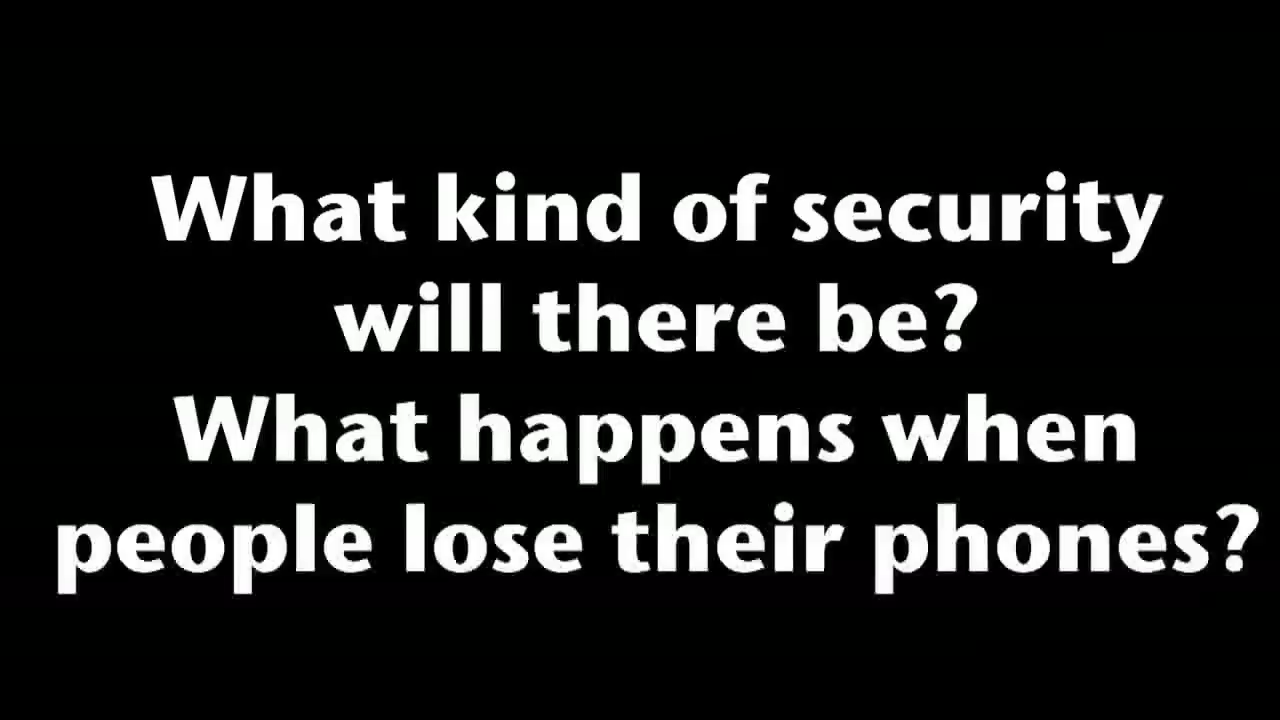 What kind of security
will there be?
What happens when
people lose their phones?